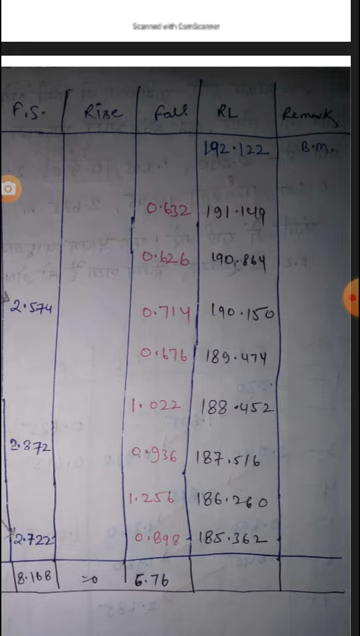 Scanned with CamScanner
F.S. Rise Fall RL Remark
192.122 B.M.
0.632 191.149
0.626 190.864
2.574 0.714 190.150
0.676 189.474
1.022 188.452
2.872 0.936 187.516
1.256 186.260
2.722 0.898 185.362
8.168 =0 6.76